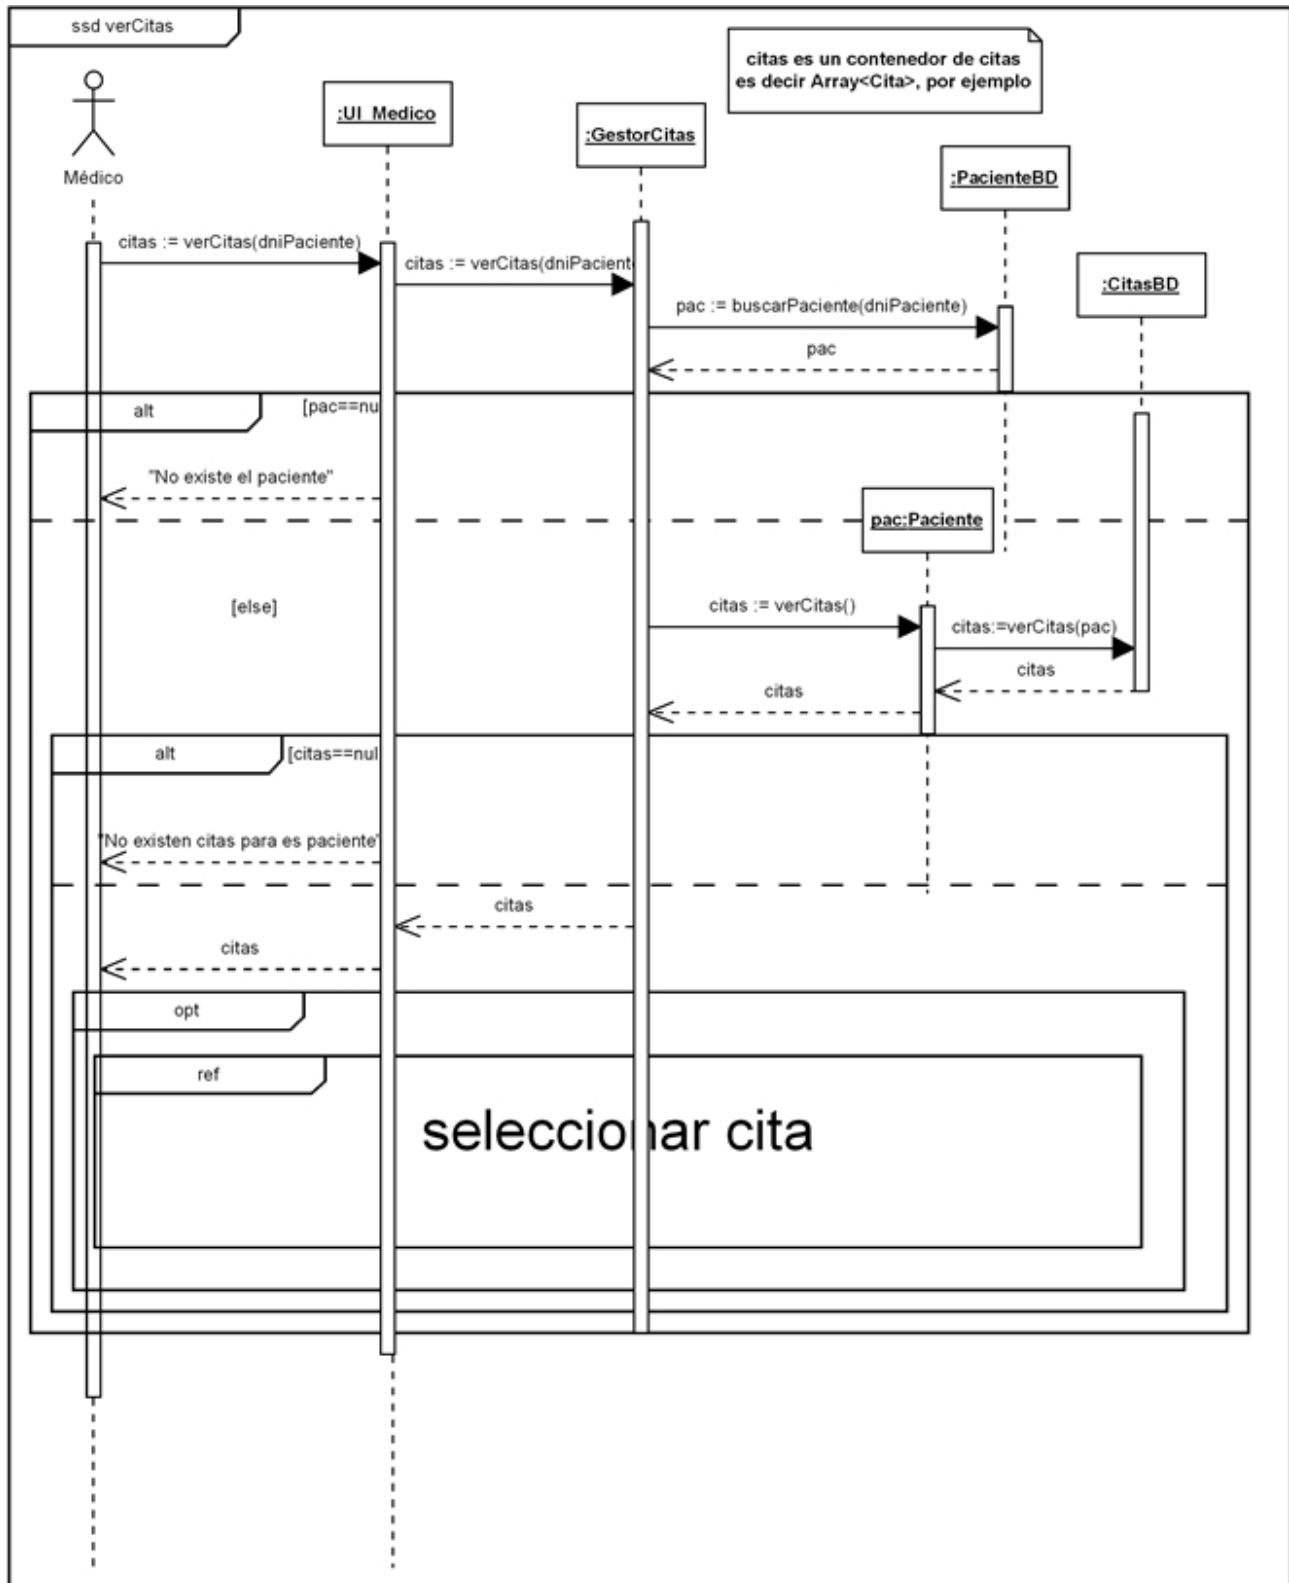 ssd verCitas
citas es un contenedor de citas
es decir Array<Cita>, por ejemplo
Médico
:UI_Medico
:GestorCitas
:PacienteBD
:CitasBD
citas := verCitas(dniPaciente)
citas := verCitas(dniPacient
pac := buscarPaciente(dniPaciente)
pac
alt
[pac==nu
"No existe el paciente"
pac:Paciente
[else]
citas := verCitas()
citas:=verCitas(pac)
citas
citas
alt
[citas==nul
"No existen citas para es paciente"
citas
citas
opt
ref
seleccionar cita